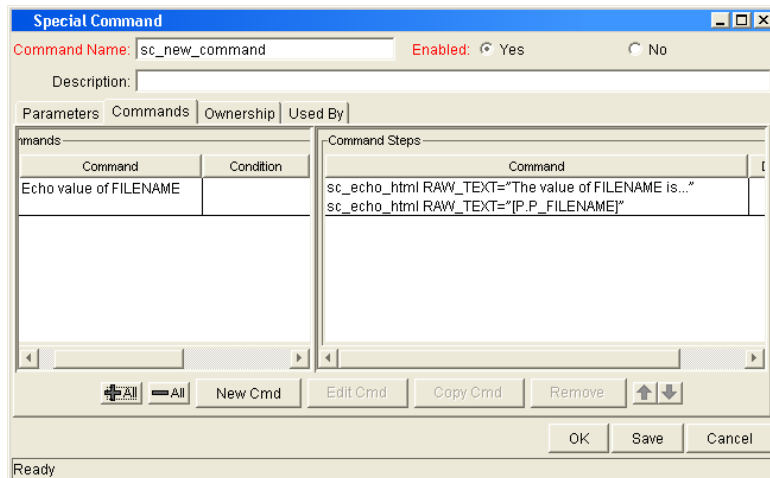 Special Command
Command Name: sc_new_command Enabled: Yes No
Description:
Parameters Commands Ownership Used By
mmands Command Steps
Command Condition Command D
Echo value of FILENAME sc_echo_html RAW_TEXT="The value of FILENAME is..."
sc_echo_html RAW_TEXT="[P.P_FILENAME]"
All All New Cmd Edit Cmd Copy Cmd Remove
OK Save Cancel
Ready